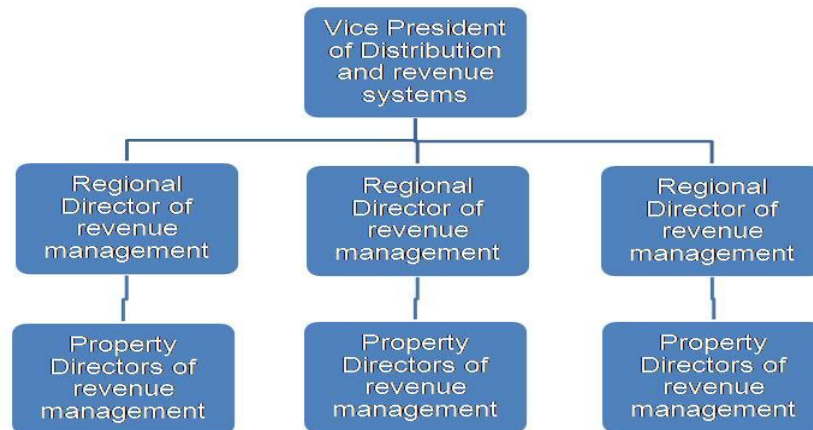 Vice President
of Distribution
and revenue
systems
Regional
Director of
revenue
management
Regional
Director of
revenue
management
Regional
Director of
revenue
management
Property
Directors of
revenue
management
Property
Directors of
revenue
management
Property
Directors of
revenue
management